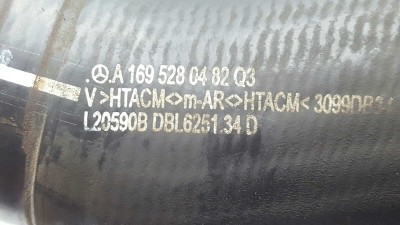 .A 169 528 04 82 Q3
V>HTACM<>m-AR<>HTACM<
L20590B DBL6251.34 D